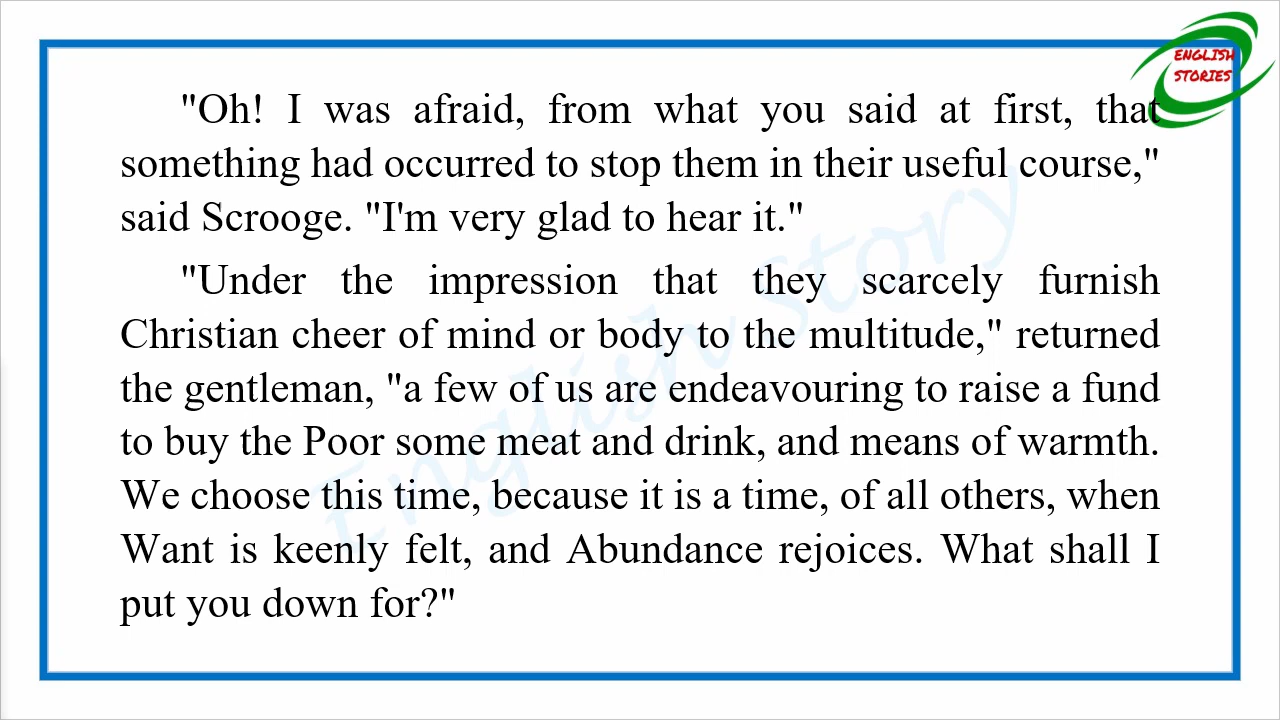 ENGLISH
STORIES
"Oh! I was afraid, from what you said at first, that
something had occurred to stop them in their useful course,"
said Scrooge. "I'm very glad to hear it."
"Under the impression that they scarcely furnish
Christian cheer of mind or body to the multitude," returned
the gentleman, "a few of us are endeavouring to raise a fund
to buy the Poor some meat and drink, and means of warmth.
We choose this time, because it is a time, of all others, when
Want is keenly felt, and Abundance rejoices. What shall I
put you down for?"
English Story